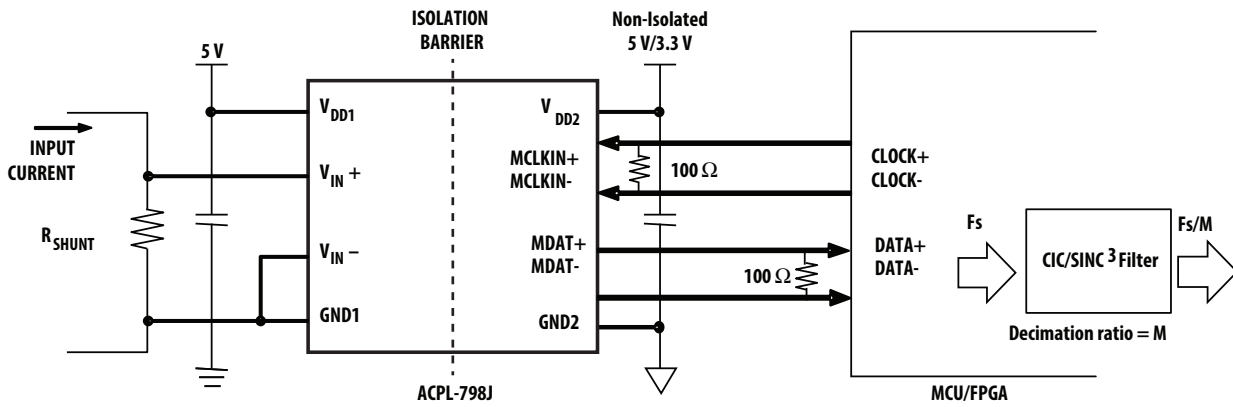 ISOLATION
BARRIER
Non-Isolated
5 V/3.3 V
5 V
INPUT
CURRENT
R SHUNT
V DD1
V IN +
V IN –
GND1
V DD2
MCLKIN+
MCLKIN-
MDAT+
MDAT-
GND2
100 Ω
100 Ω
CLOCK+
CLOCK-
DATA+
DATA-
Fs
CIC/SINC 3 Filter
Fs/M
Decimation ratio = M
ACPL-798J
MCU/FPGA